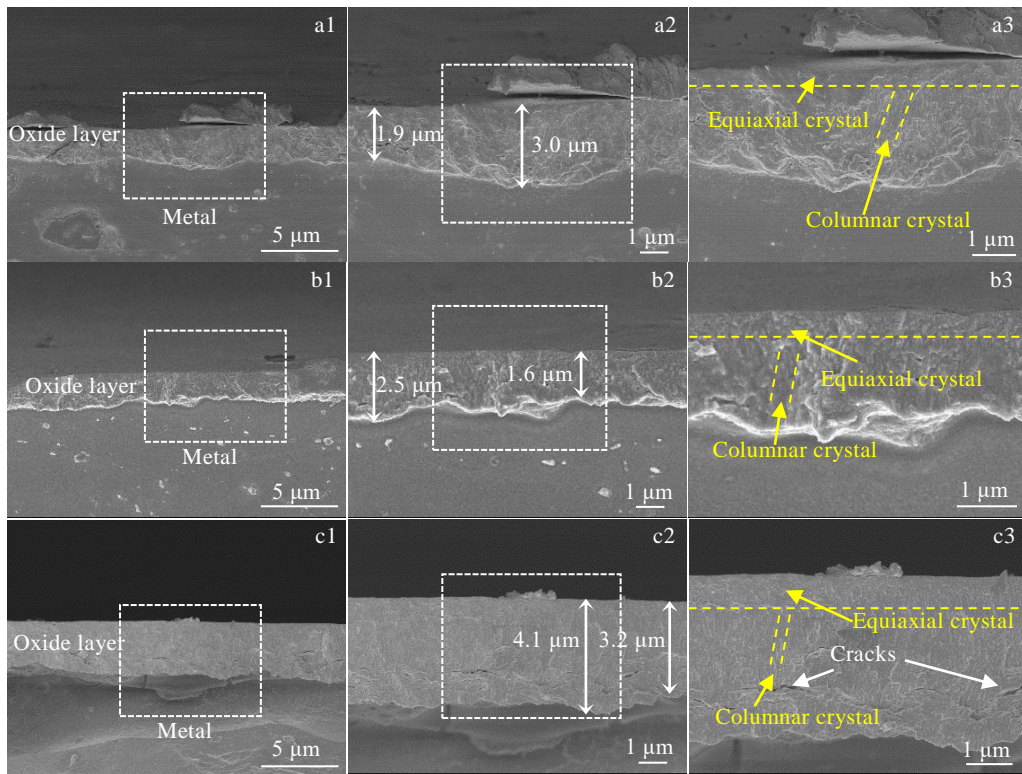 a1
Oxide layer
Metal
5 μm
a2
1.9 μm
3.0 μm
1 μm
a3
Equiaxial crystal
Columnar crystal
1 μm
b1
Oxide layer
Metal
5 μm
b2
2.5 μm
1.6 μm
1 μm
b3
Equiaxial crystal
Columnar crystal
1 μm
c1
Oxide layer
Metal
5 μm
c2
4.1 μm
3.2 μm
1 μm
c3
Equiaxial crystal
Cracks
Columnar crystal
1 μm